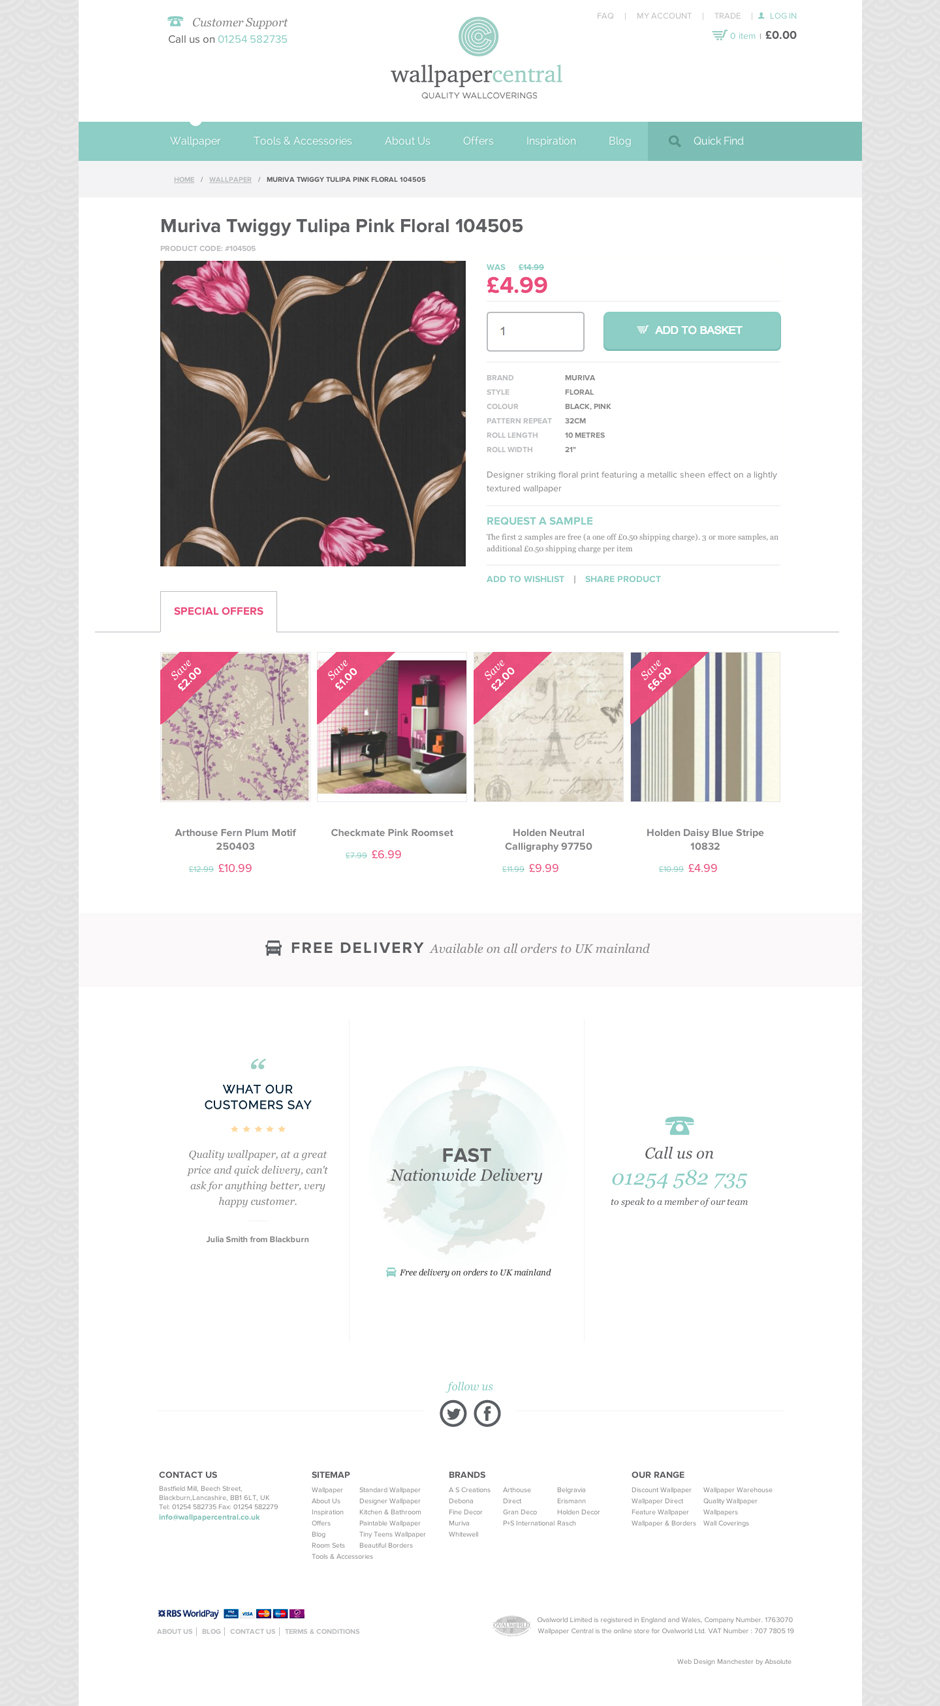 Customer Support
Call us on 01254 582735
FAQ | MY ACCOUNT | TRADE | LOG IN
0 item | £0.00
wallpapercentral
QUALITY WALLCOVERINGS
Wallpaper Tools & Accessories About Us Offers Inspiration Blog Quick Find
HOME / WALLPAPER / MURIVA TWIGGY TULIPA PINK FLORAL 104505
Muriva Twiggy Tulipa Pink Floral 104505
PRODUCT CODE: #104505
WAS £14.99
£4.99
1
ADD TO BASKET
BRAND MURIVA
STYLE FLORAL
COLOUR BLACK, PINK
PATTERN REPEAT 32CM
ROLL LENGTH 10 METRES
ROLL WIDTH 21"
Designer striking floral print featuring a metallic sheen effect on a lightly
textured wallpaper
REQUEST A SAMPLE
The first 2 samples are free (a one off £0.50 shipping charge). 3 or more samples, an
additional £0.50 shipping charge per item
ADD TO WISHLIST | SHARE PRODUCT
SPECIAL OFFERS
Save
£2.00
Save
£1.00
Save
£2.00
Save
£6.00
Arthouse Fern Plum Motif
250403
£12.99 £10.99
Checkmate Pink Roomset
£7.99 £6.99
Holden Neutral
Calligraphy 97750
£11.99 £9.99
Holden Daisy Blue Stripe
10832
£10.99 £4.99
FREE DELIVERY Available on all orders to UK mainland
“
WHAT OUR
CUSTOMERS SAY
Quality wallpaper, at a great
price and quick delivery, can't
ask for anything better, very
happy customer.
Julia Smith from Blackburn
FAST
Nationwide Delivery
Free delivery on orders to UK mainland
Call us on
01254 582 735
to speak to a member of our team
follow us
CONTACT US
Bastfield Mill, Beech Street,
Blackburn,Lancashire, BB1 6LT, UK
Tel: 01254 582735 Fax: 01254 582279
info@wallpapercentral.co.uk
SITEMAP
Wallpaper Standard Wallpaper
About Us Designer Wallpaper
Inspiration Kitchen & Bathroom
Offers Paintable Wallpaper
Blog Tiny Teens Wallpaper
Room Sets Beautiful Borders
Tools & Accessories
BRANDS
A.S Creations Arthouse Belgravia
Debona Direct Erismann
Fine Decor Gran Deco Holden Decor
Muriva P+S International Rasch
Whitewell
OUR RANGE
Discount Wallpaper Wallpaper Warehouse
Wallpaper Direct Quality Wallpaper
Feature Wallpaper Wallpapers
Wallpaper & Borders Wall Coverings
RBS WorldPay VISA
ABOUT US | BLOG | CONTACT US | TERMS & CONDITIONS
Ovalworld Limited is registered in England and Wales, Company Number. 1763070
Wallpaper Central is the online store for Ovalworld Ltd. VAT Number : 707 7805 19
Web Design Manchester by Absolute